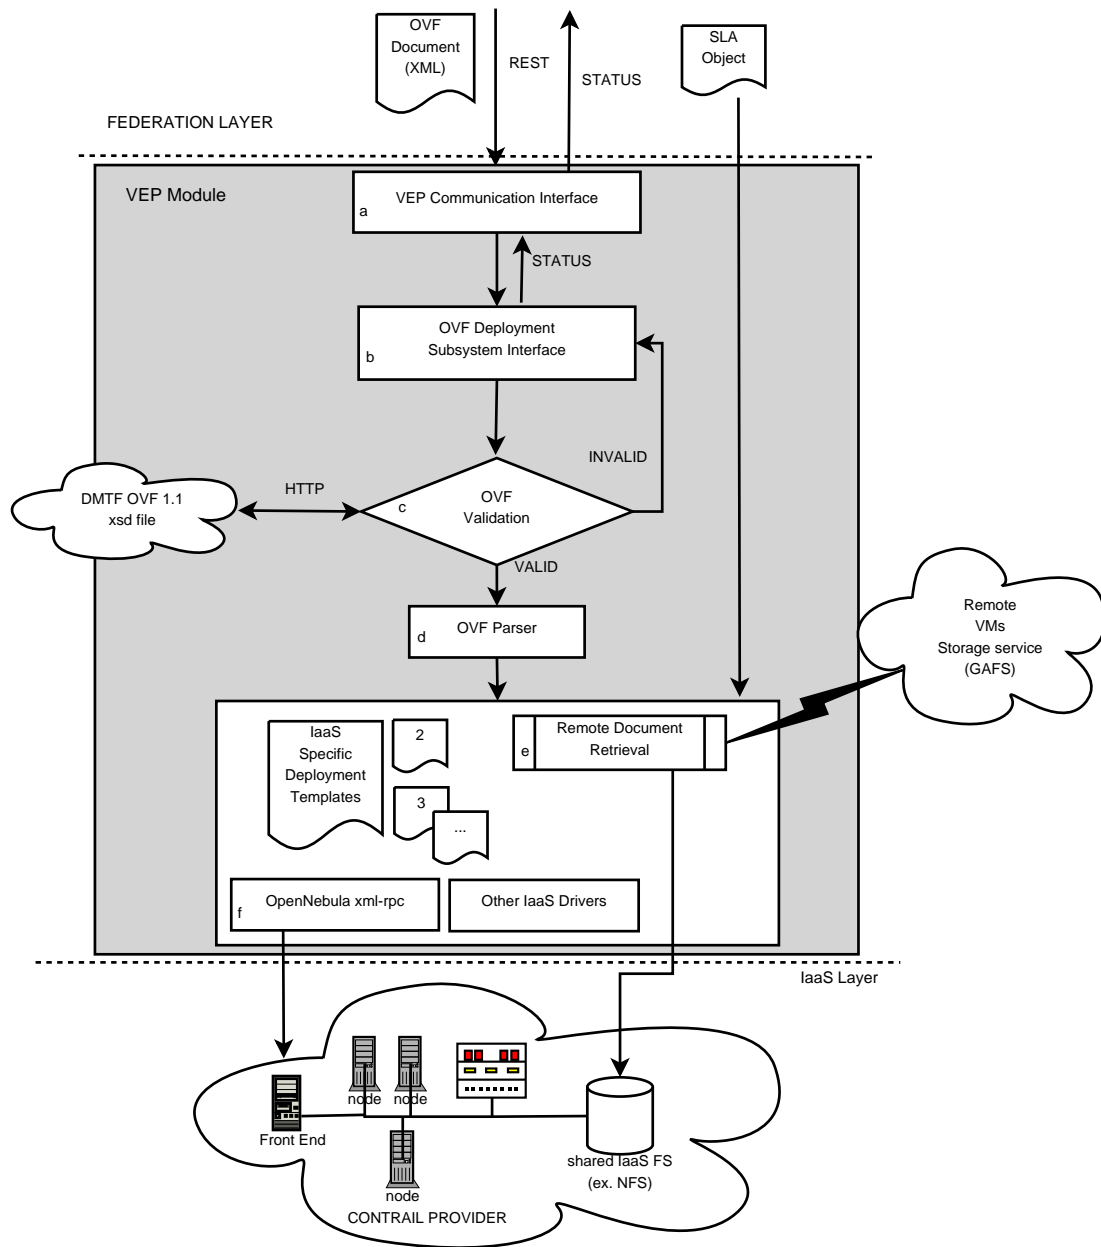 OVF
Document
(XML)
REST
STATUS
SLA
Object
FEDERATION LAYER
VEP Module
VEP Communication Interface
a
STATUS
OVF Deployment
Subsystem Interface
b
INVALID
DMTF OVF 1.1
xsd file
HTTP
c
OVF
Validation
VALID
OVF Parser
d
Remote
VMs
Storage service
(GAFS)
IaaS
Specific
Deployment
Templates
2
3
...
e
Remote Document
Retrieval
OpenNebula xml-rpc
f
Other IaaS Drivers
IaaS Layer
node
node
Front End
node
shared IaaS FS
(ex. NFS)
CONTRAIL PROVIDER